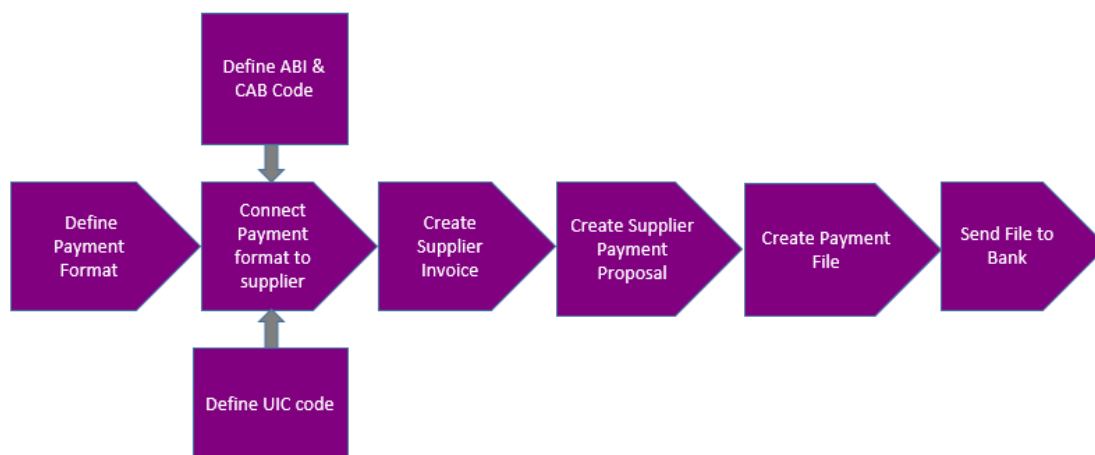 Define ABI &
CAB Code
Define
Payment
Format
Connect
Payment
format to
supplier
Create
Supplier
Invoice
Create Supplier
Payment
Proposal
Create Payment
File
Send File to
Bank
Define UIC code